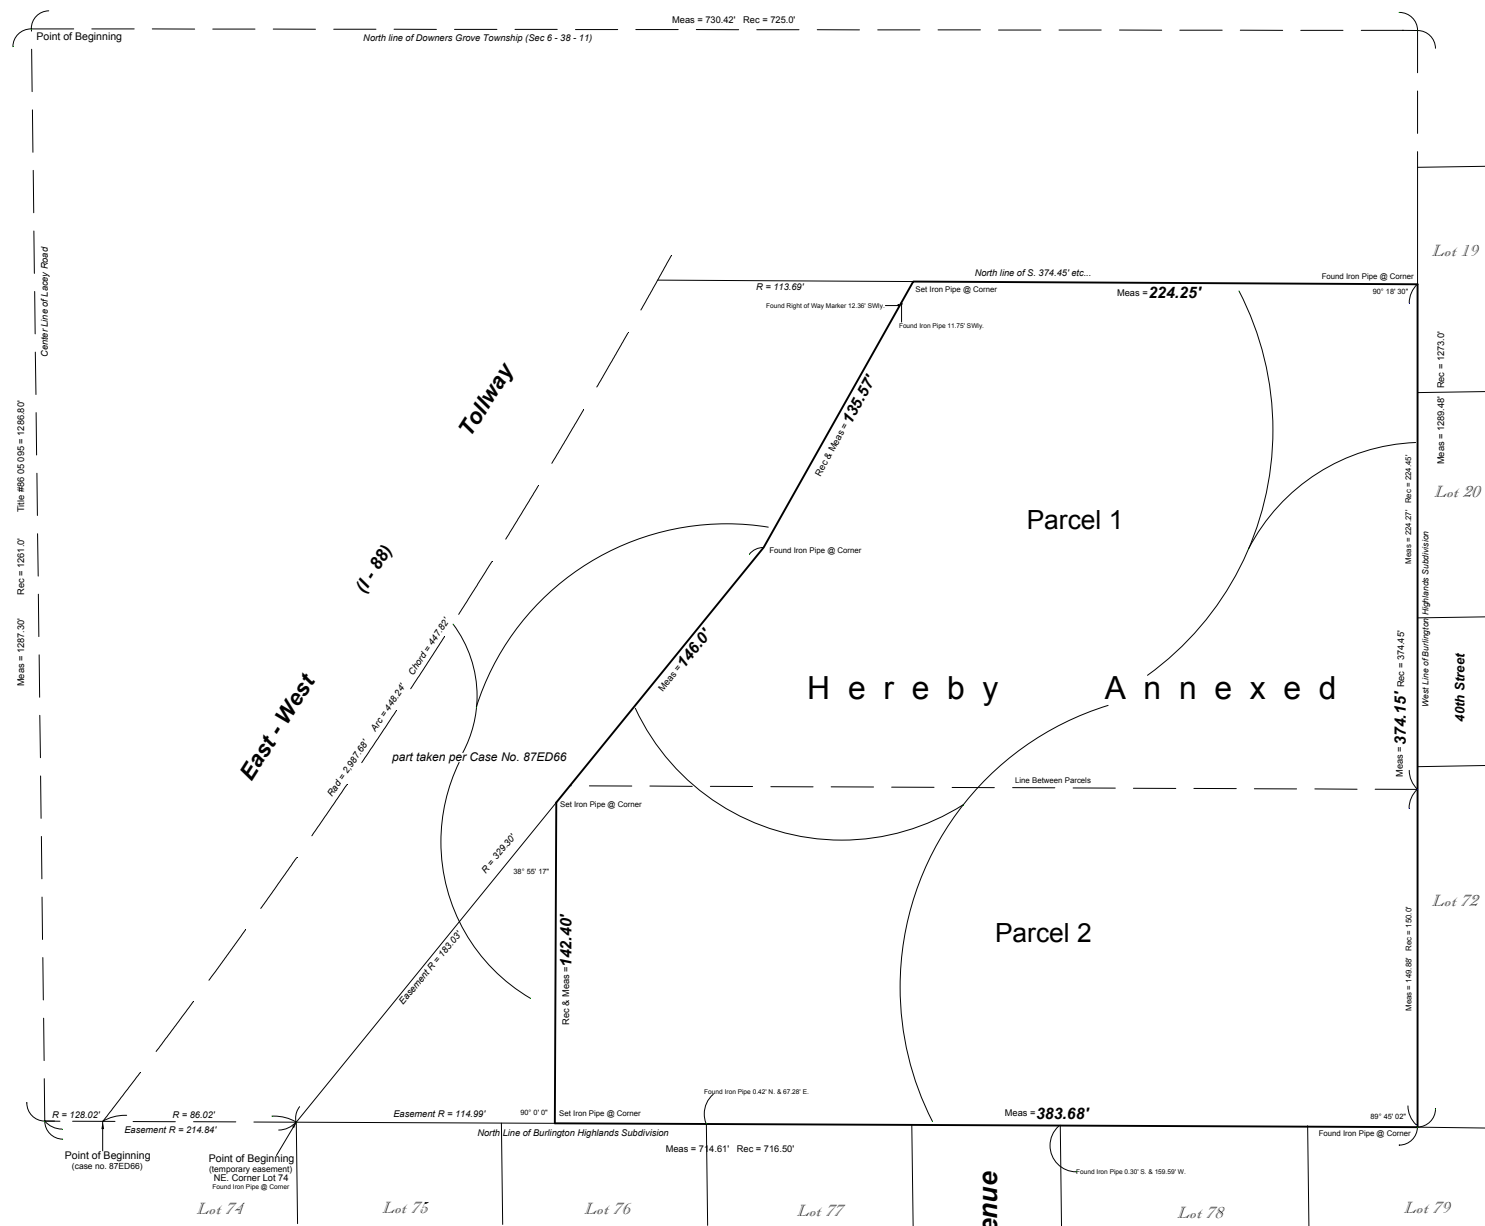 Meas = 730.42' Rec = 725.0'
Point of Beginning
North line of Downers Grove Township (Sec 6 - 38 - 11)
Center Line of Lacey Road
Meas = 1287.30' Rec = 1261.0' Title #86 05 095 = 1286.80'
Lot 19
North line of S. 374.45' etc...
Found Iron Pipe @ Corner
R = 113.69'
Set Iron Pipe @ Corner
Meas = 224.25'
90° 18' 30"
Found Right of Way Marker 12.36' SWly.
Found Iron Pipe 11.75' SWly.
Meas = 1289.48' Rec = 1273.0'
Tollway
Rec & Meas = 135.57'
Meas = 224.27' Rec = 224.45'
Lot 20
Parcel 1
(I - 88)
Found Iron Pipe @ Corner
West Line of Burlington Highlands Subdivision
Meas = 146.0'
Hereby Annexed
Meas = 374.15' Rec = 374.45'
40th Street
East - West
Rad = 2,987.68' Arc = 448.24' Chord = 447.82'
part taken per Case No. 87ED66
Line Between Parcels
Set Iron Pipe @ Corner
R = 329.30'
38° 55' 17"
Lot 72
Rec & Meas = 142.40'
Parcel 2
Meas = 149.88' Rec = 150.0'
Easement R = 183.03'
Found Iron Pipe 0.42' N. & 67.28' E.
R = 128.02'
R = 86.02'
Easement R = 114.99'
90° 0' 0"
Set Iron Pipe @ Corner
Meas = 383.68'
89° 45' 02"
Easement R = 214.84'
North Line of Burlington Highlands Subdivision
Found Iron Pipe @ Corner
Meas = 714.61' Rec = 716.50'
Point of Beginning
(case no. 87ED66)
Point of Beginning
(temporary easement)
NE. Corner Lot 74
Found Iron Pipe @ Corner
Found Iron Pipe 0.30' S. & 159.59' W.
Lot 74
Lot 75
Lot 76
Lot 77
enue
Lot 78
Lot 79